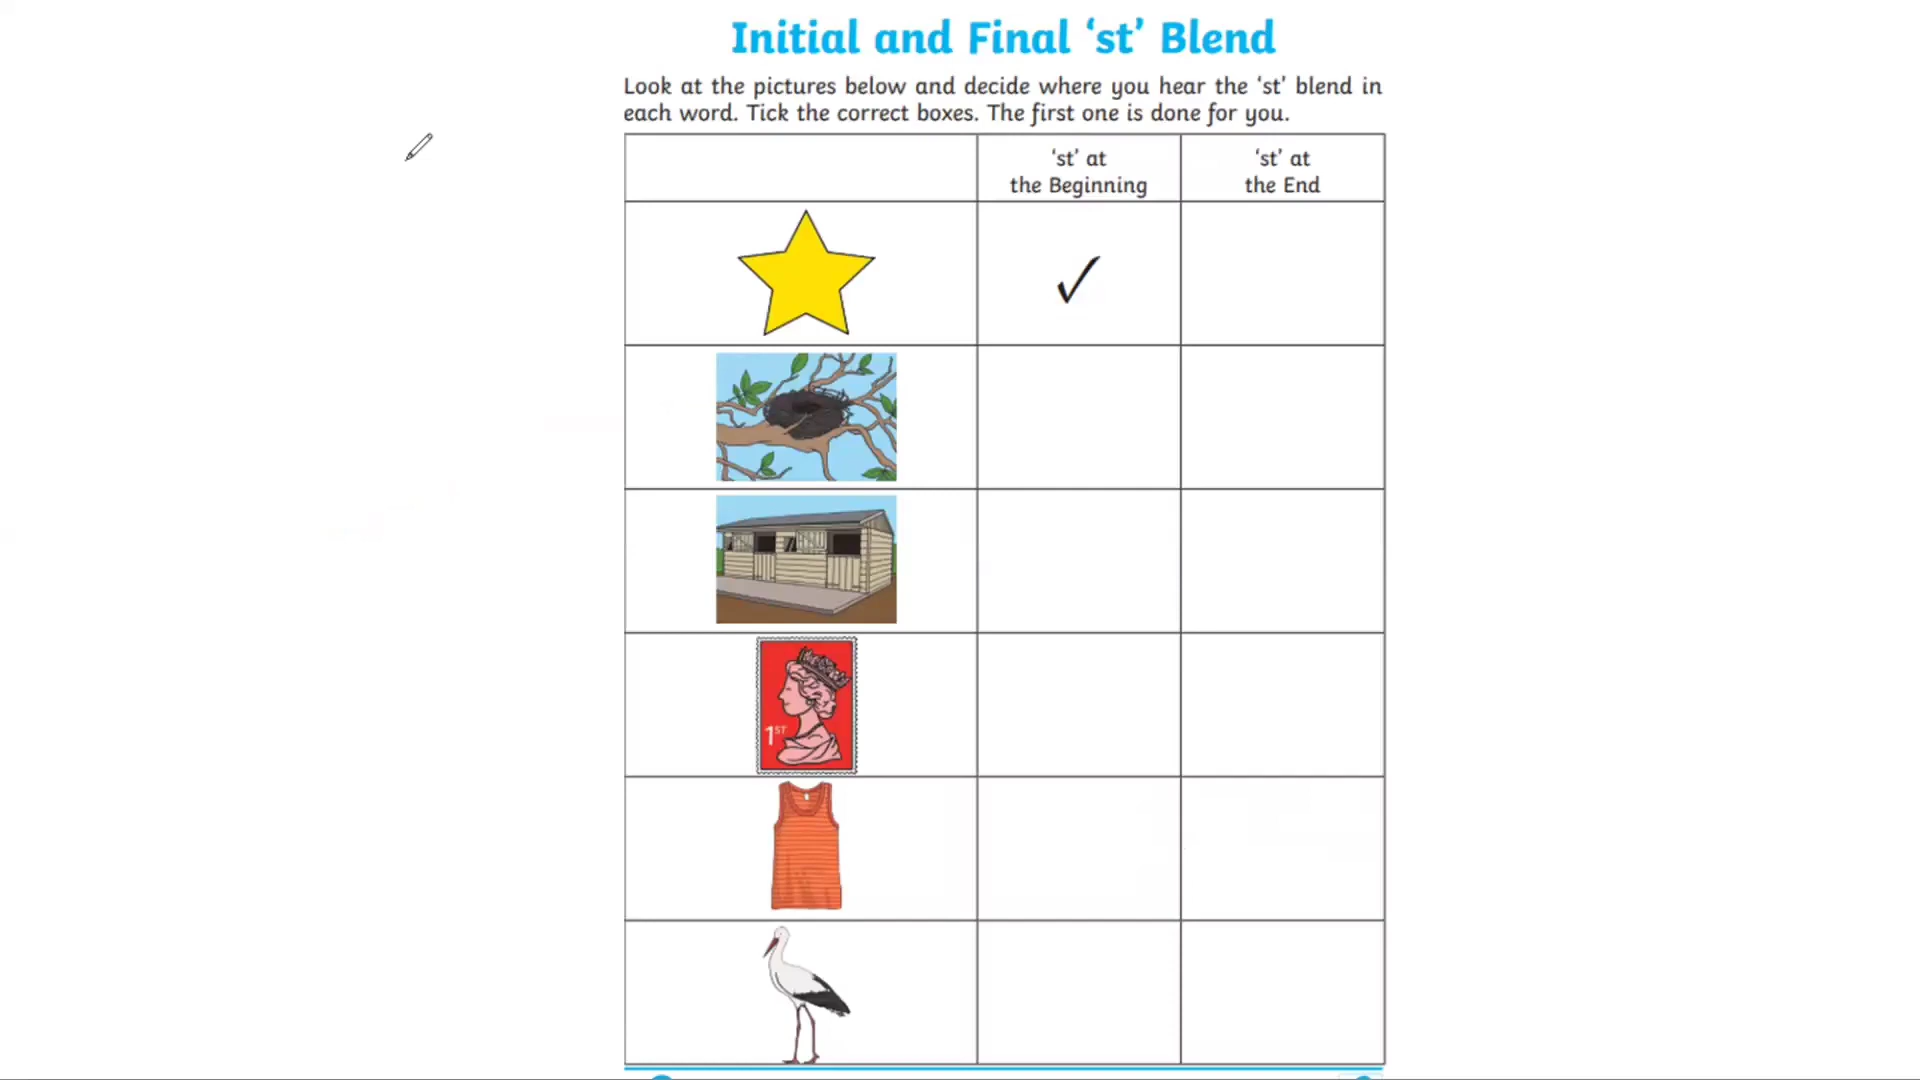 Initial and Final ‘st’ Blend
Look at the pictures below and decide where you hear the ‘st’ blend in
each word. Tick the correct boxes. The first one is done for you.
‘st’ at
the Beginning
‘st’ at
the End
1ST